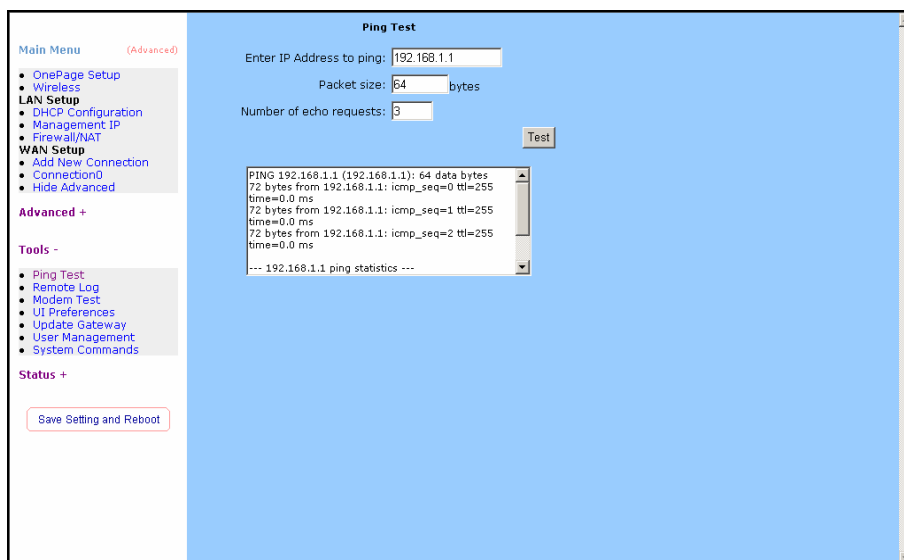 Main Menu (Advanced)
OnePage Setup
Wireless
LAN Setup
DHCP Configuration
Management IP
Firewall/NAT
WAN Setup
Add New Connection
Connection0
Hide Advanced
Advanced +
Tools -
Ping Test
Remote Log
Modem Test
UI Preferences
Update Gateway
User Management
System Commands
Status +
Save Setting and Reboot
Ping Test
Enter IP Address to ping: 192.168.1.1
Packet size: 64 bytes
Number of echo requests: 3
Test
PING 192.168.1.1 (192.168.1.1): 64 data bytes
72 bytes from 192.168.1.1: icmp_seq=0 ttl=255
time=0.0 ms
72 bytes from 192.168.1.1: icmp_seq=1 ttl=255
time=0.0 ms
72 bytes from 192.168.1.1: icmp_seq=2 ttl=255
time=0.0 ms
--- 192.168.1.1 ping statistics ---